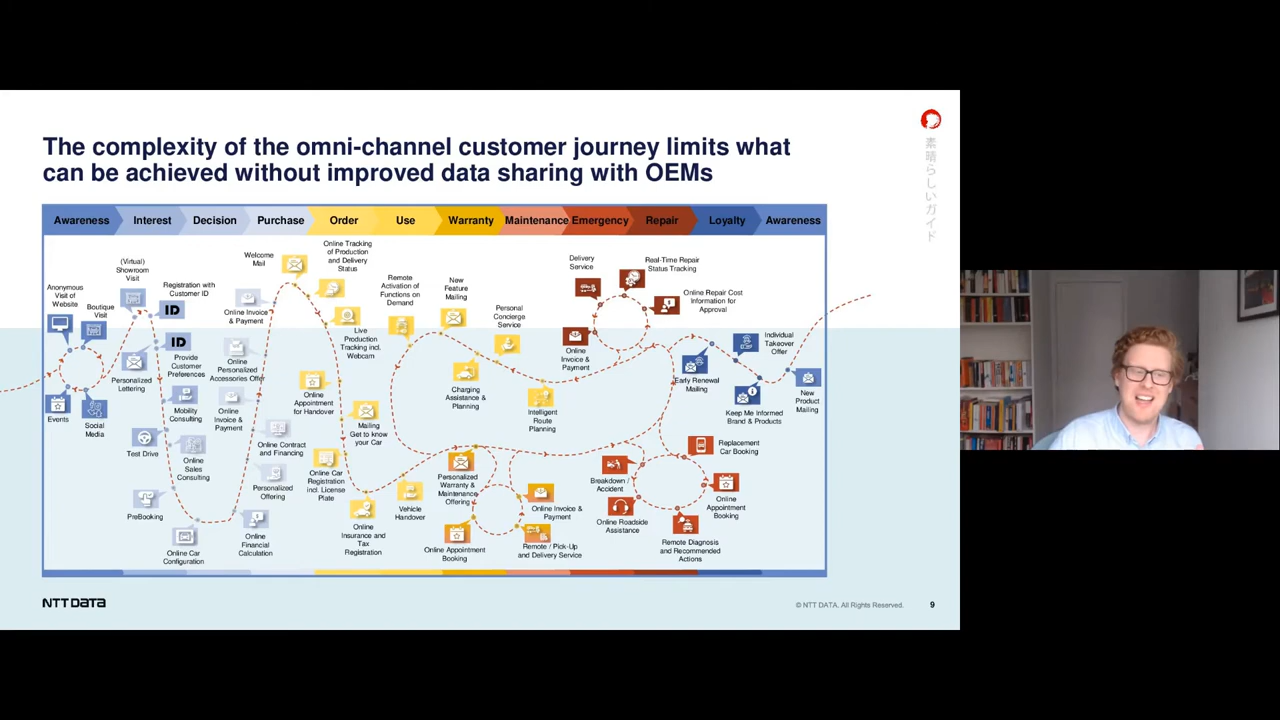 The complexity of the omni-channel customer journey limits what
can be achieved without improved data sharing with OEMs
素晴らしいガイド
Awareness
Interest
Decision
Purchase
Order
Use
Warranty
Maintenance
Emergency
Repair
Loyalty
Awareness
Anonymous
Visit of
Website
Boutique
Visit
Events
Social
Media
(Virtual)
Showroom
Visit
Registration with
Customer ID
ID
ID
Provide
Customer
Preferences
Personalized
Lettering
Mobility
Consulting
Test Drive
Online
Sales
Consulting
PreBooking
Online Car
Configuration
Welcome
Mail
Online Invoice
& Payment
Online
Personalized
Accessories Offer
Online
Invoice &
Payment
Online Contract
and Financing
Personalized
Offering
Online
Financial
Calculation
Online Tracking
of Production
and Delivery
Status
Live
Production
Tracking incl.
Webcam
Online
Appointment
for Handover
Mailing
Get to know
your Car
Online Car
Registration
incl. License
Plate
Online
Insurance and
Tax
Registration
Vehicle
Handover
Remote
Activation of
Functions on
Demand
New
Feature
Mailing
Personal
Concierge
Service
Charging
Assistance &
Planning
Intelligent
Route
Planning
Personalized
Warranty &
Maintenance
Offering
Online Appointment
Booking
Online Invoice &
Payment
Remote / Pick-Up
and Delivery Service
Delivery
Service
Real-Time Repair
Status Tracking
Online Repair Cost
Information for
Approval
Online
Invoice &
Payment
Breakdown /
Accident
Online Roadside
Assistance
Replacement
Car Booking
Online
Appointment
Booking
Remote Diagnosis
and Recommended
Actions
Early Renewal
Mailing
Individual
Takeover
Offer
Keep Me Informed
Brand & Products
New
Product
Mailing
NTT DATA
© NTT DATA. All Rights Reserved.
9